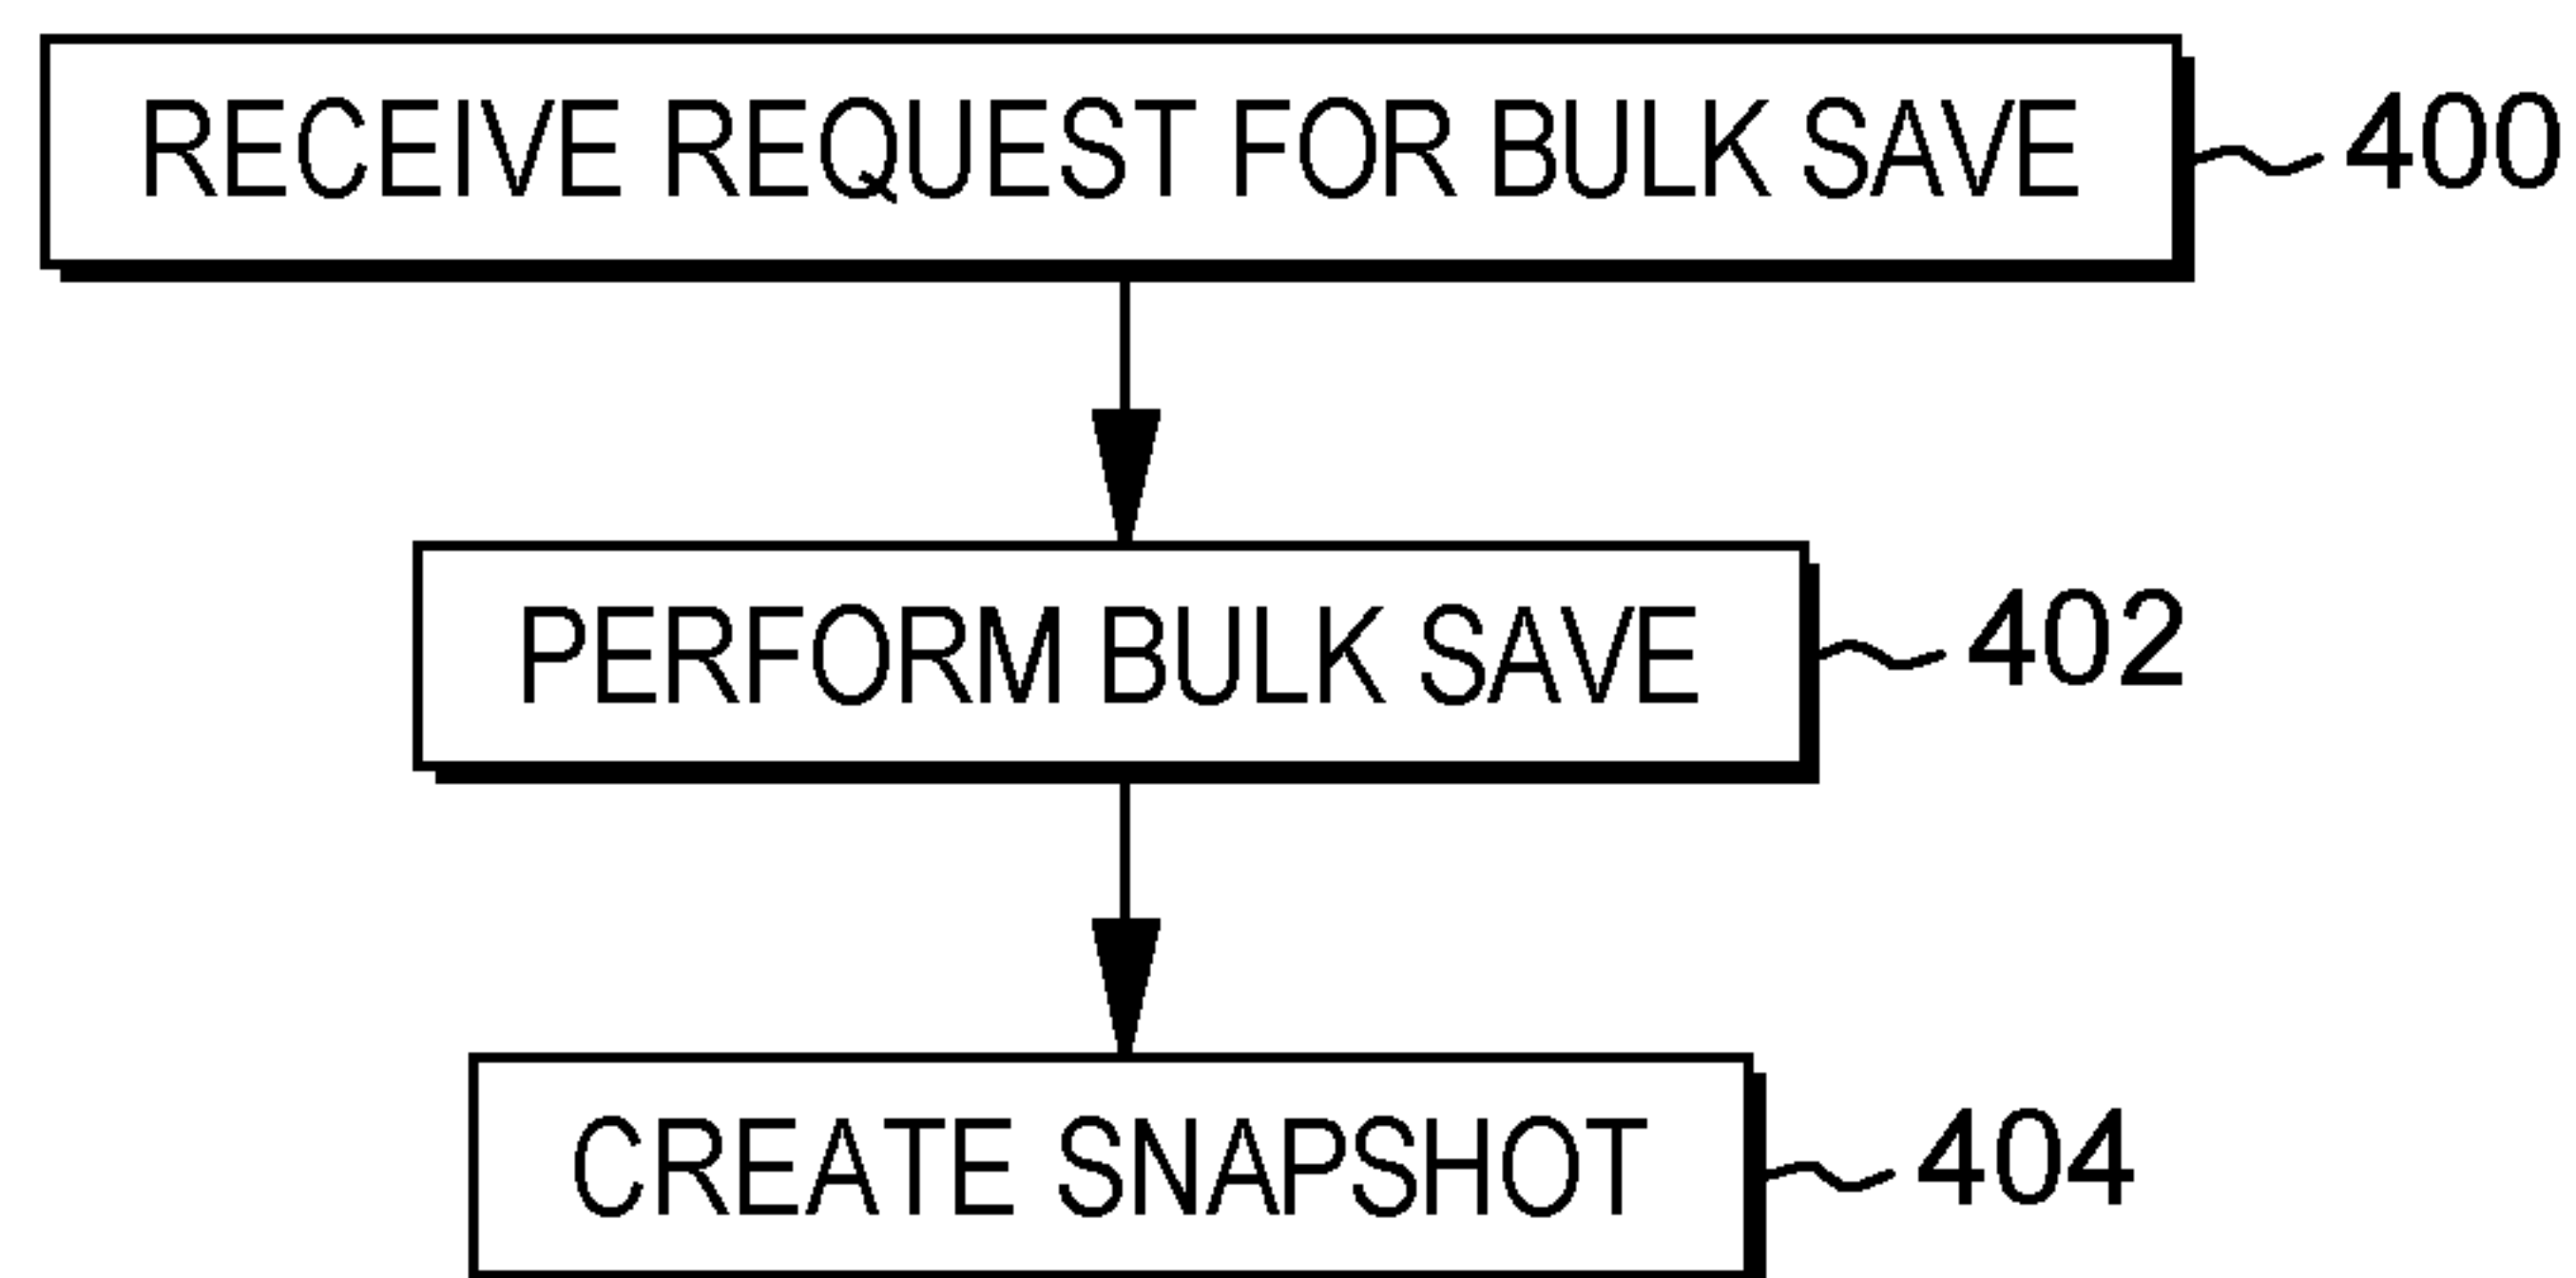 RECEIVE REQUEST FOR BULK SAVE 400
PERFORM BULK SAVE 402
CREATE SNAPSHOT 404